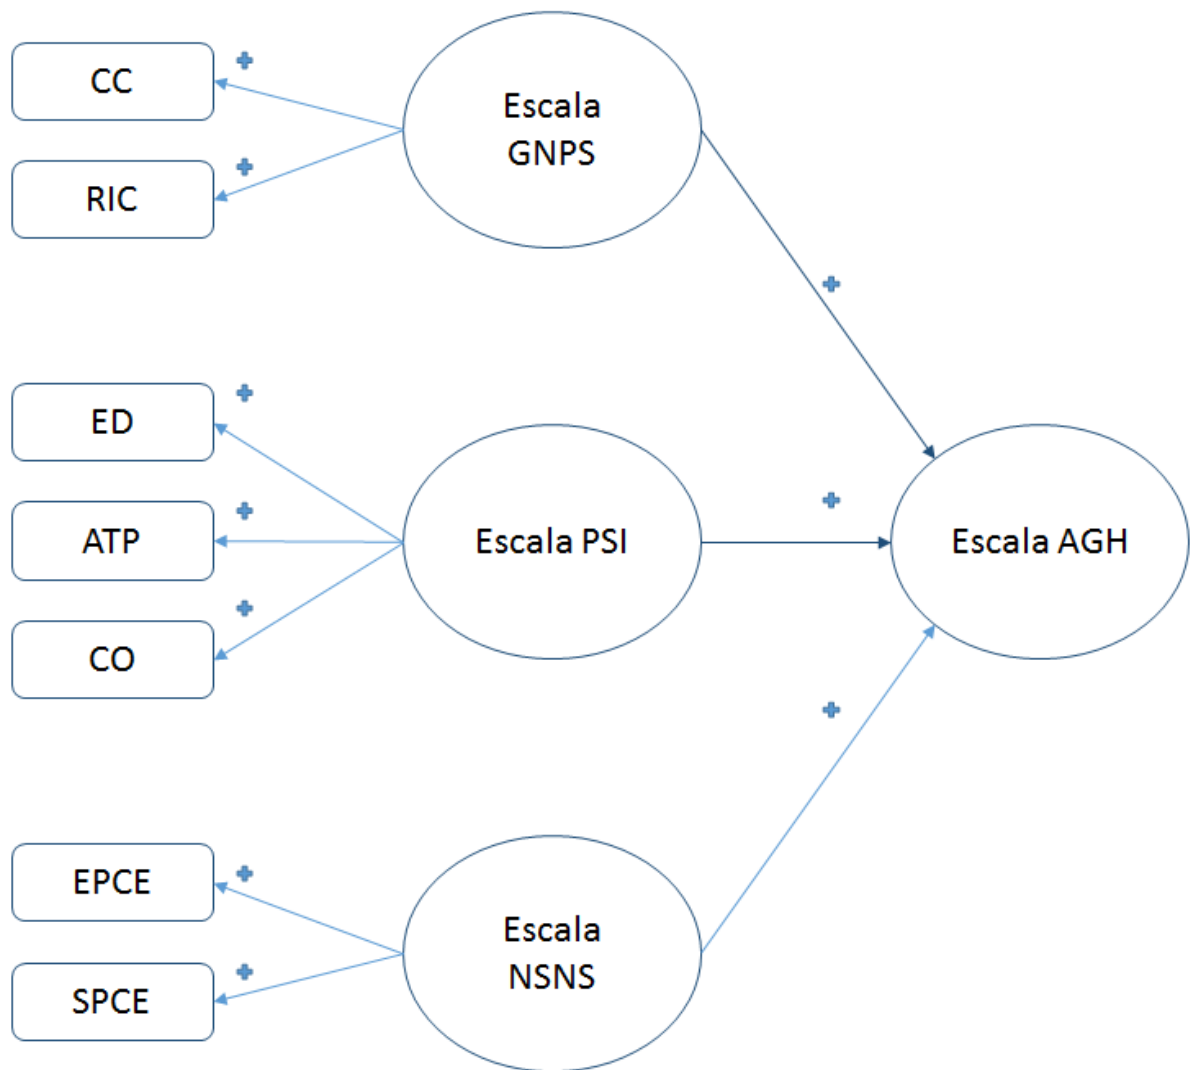 CC
RIC
Escala
GNPS
ED
ATP
CO
Escala PSI
Escala AGH
EPCE
SPCE
Escala
NSNS